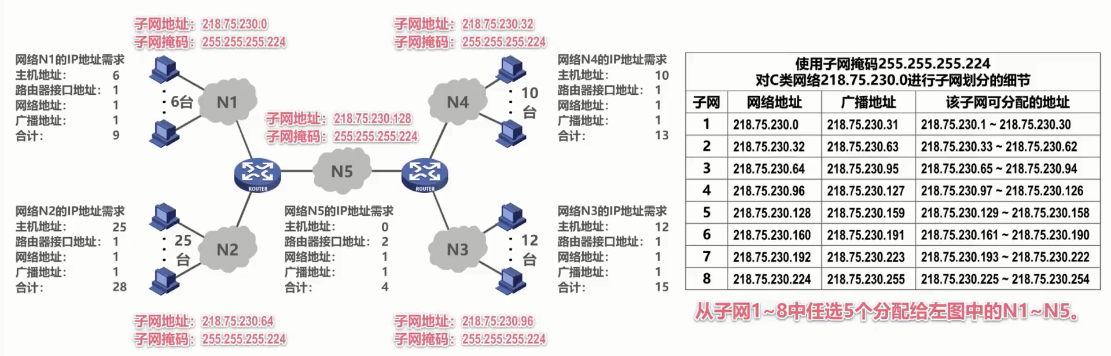 子网地址：218.75.230.0
子网掩码：255.255.255.224
子网地址：218.75.230.32
子网掩码：255.255.255.224
网络N1的IP地址需求
主机地址： 6
路由器接口地址： 1
网络地址： 1
广播地址： 1
合计： 9
6台
N1
网络N4的IP地址需求
主机地址： 10
路由器接口地址： 1
网络地址： 1
广播地址： 1
合计： 13
N4
10
台
子网地址：218.75.230.128
子网掩码：255.255.255.224
ROUTER
N5
ROUTER
网络N2的IP地址需求
主机地址： 25
路由器接口地址： 1
网络地址： 1
广播地址： 1
合计： 28
25
台
N2
网络N5的IP地址需求
主机地址： 0
路由器接口地址： 2
网络地址： 1
广播地址： 1
合计： 4
N3
12
台
网络N3的IP地址需求
主机地址： 12
路由器接口地址： 1
网络地址： 1
广播地址： 1
合计： 15
子网地址：218.75.230.64
子网掩码：255.255.255.224
子网地址：218.75.230.96
子网掩码：255.255.255.224
使用子网掩码255.255.255.224
对C类网络218.75.230.0进行子网划分的细节
子网 网络地址 广播地址 该子网可分配的地址
1 218.75.230.0 218.75.230.31 218.75.230.1 ~ 218.75.230.30
2 218.75.230.32 218.75.230.63 218.75.230.33 ~ 218.75.230.62
3 218.75.230.64 218.75.230.95 218.75.230.65 ~ 218.75.230.94
4 218.75.230.96 218.75.230.127 218.75.230.97 ~ 218.75.230.126
5 218.75.230.128 218.75.230.159 218.75.230.129 ~ 218.75.230.158
6 218.75.230.160 218.75.230.191 218.75.230.161 ~ 218.75.230.190
7 218.75.230.192 218.75.230.223 218.75.230.193 ~ 218.75.230.222
8 218.75.230.224 218.75.230.255 218.75.230.225 ~ 218.75.230.254
从子网1~8中任选5个分配给左图中的N1~N5。